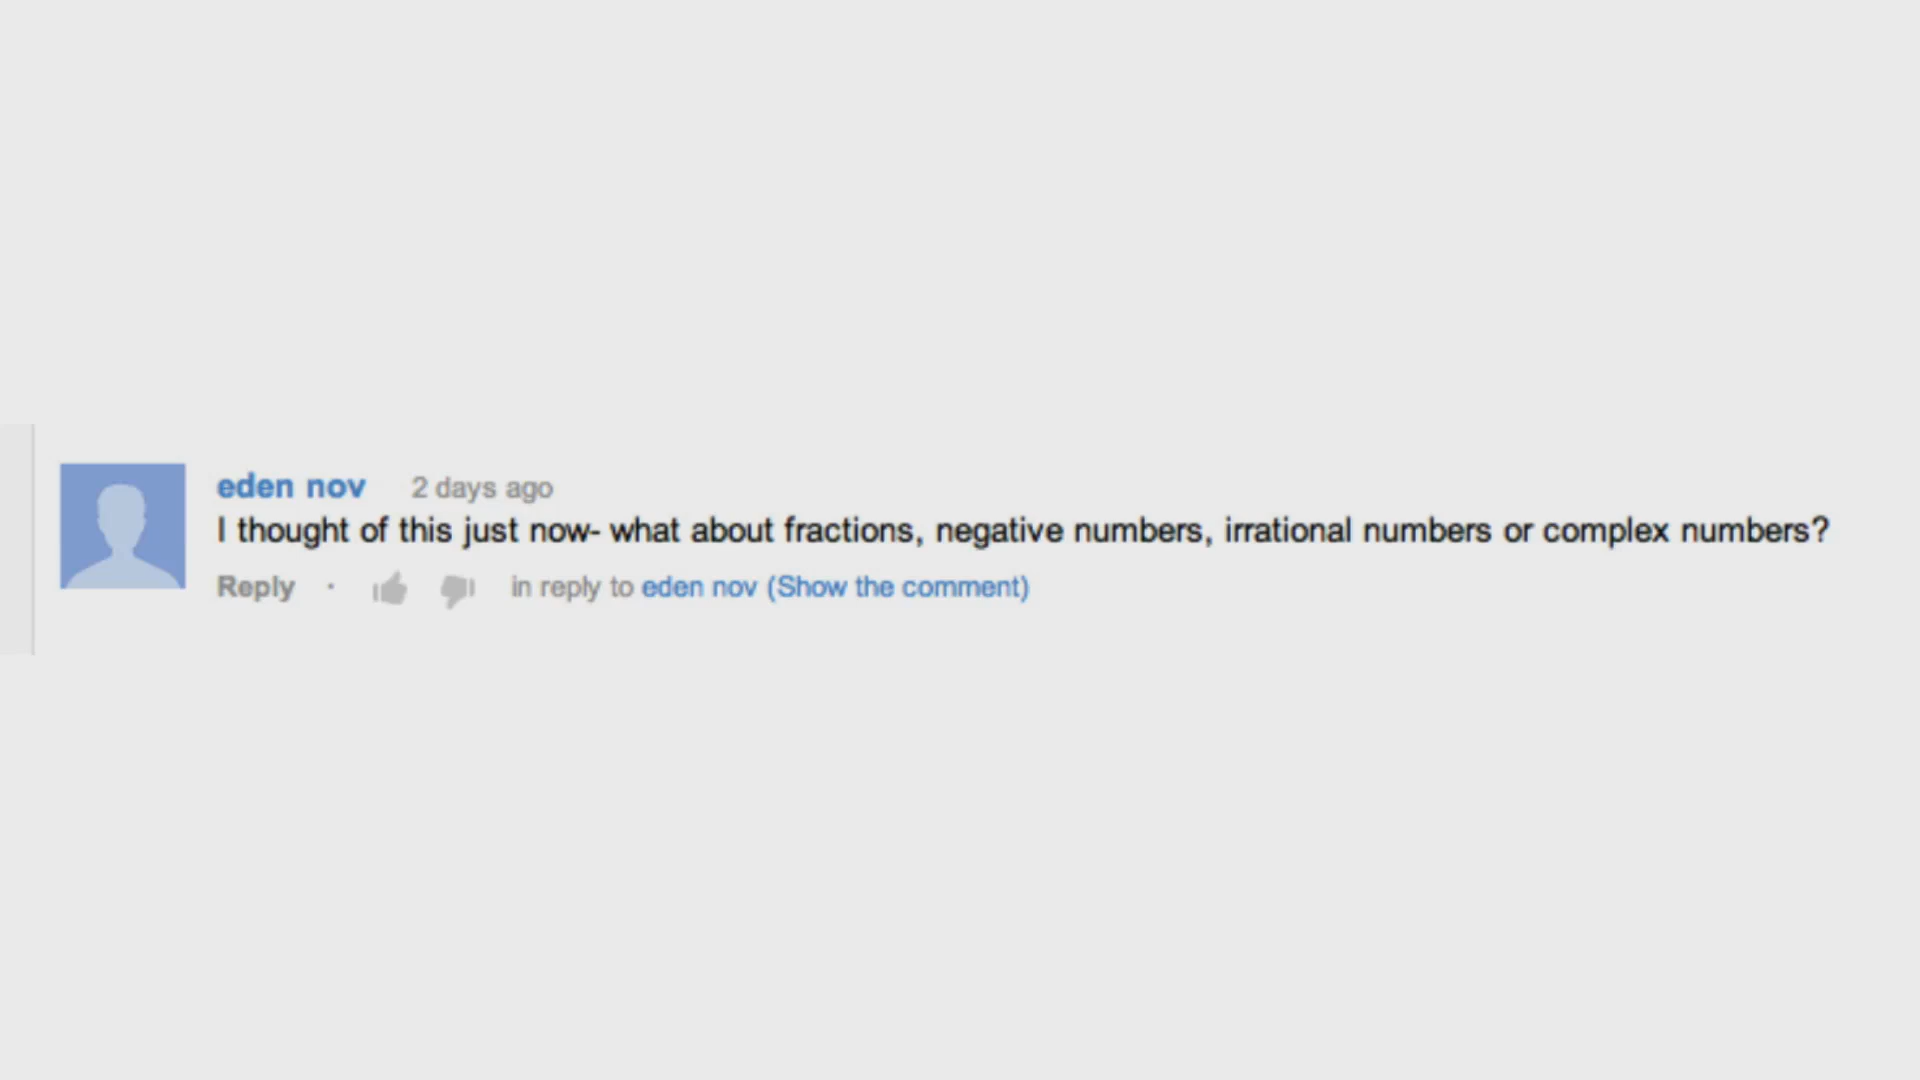 eden nov 2 days ago
I thought of this just now- what about fractions, negative numbers, irrational numbers or complex numbers?
Reply · in reply to eden nov (Show the comment)